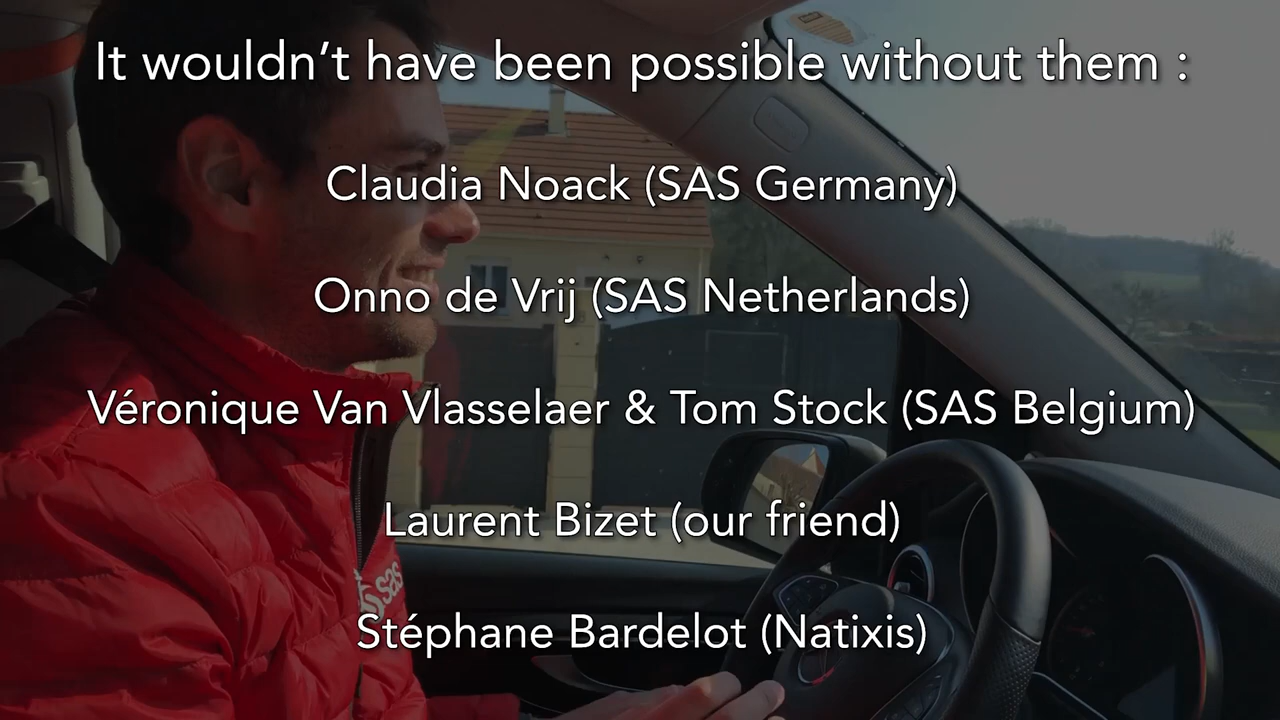 It wouldn’t have been possible without them :
Claudia Noack (SAS Germany)
Onno de Vrij (SAS Netherlands)
Véronique Van Vlasselaer & Tom Stock (SAS Belgium)
Laurent Bizet (our friend)
sas
Stéphane Bardelot (Natixis)